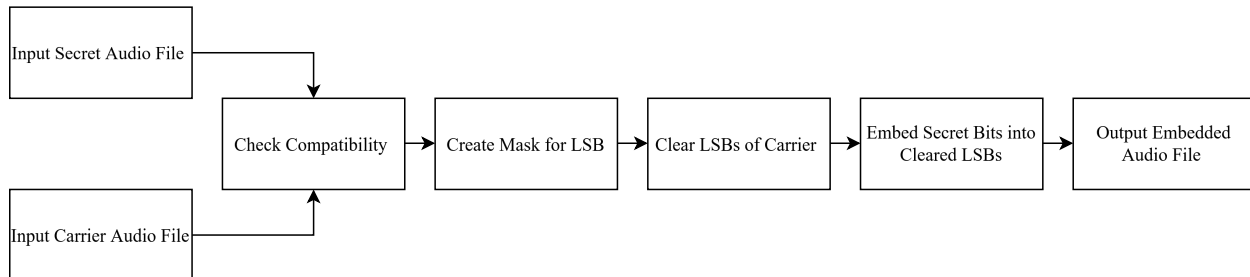 Input Secret Audio File
Check Compatibility
Create Mask for LSB
Clear LSBs of Carrier
Embed Secret Bits into
Cleared LSBs
Output Embedded
Audio File
Input Carrier Audio File